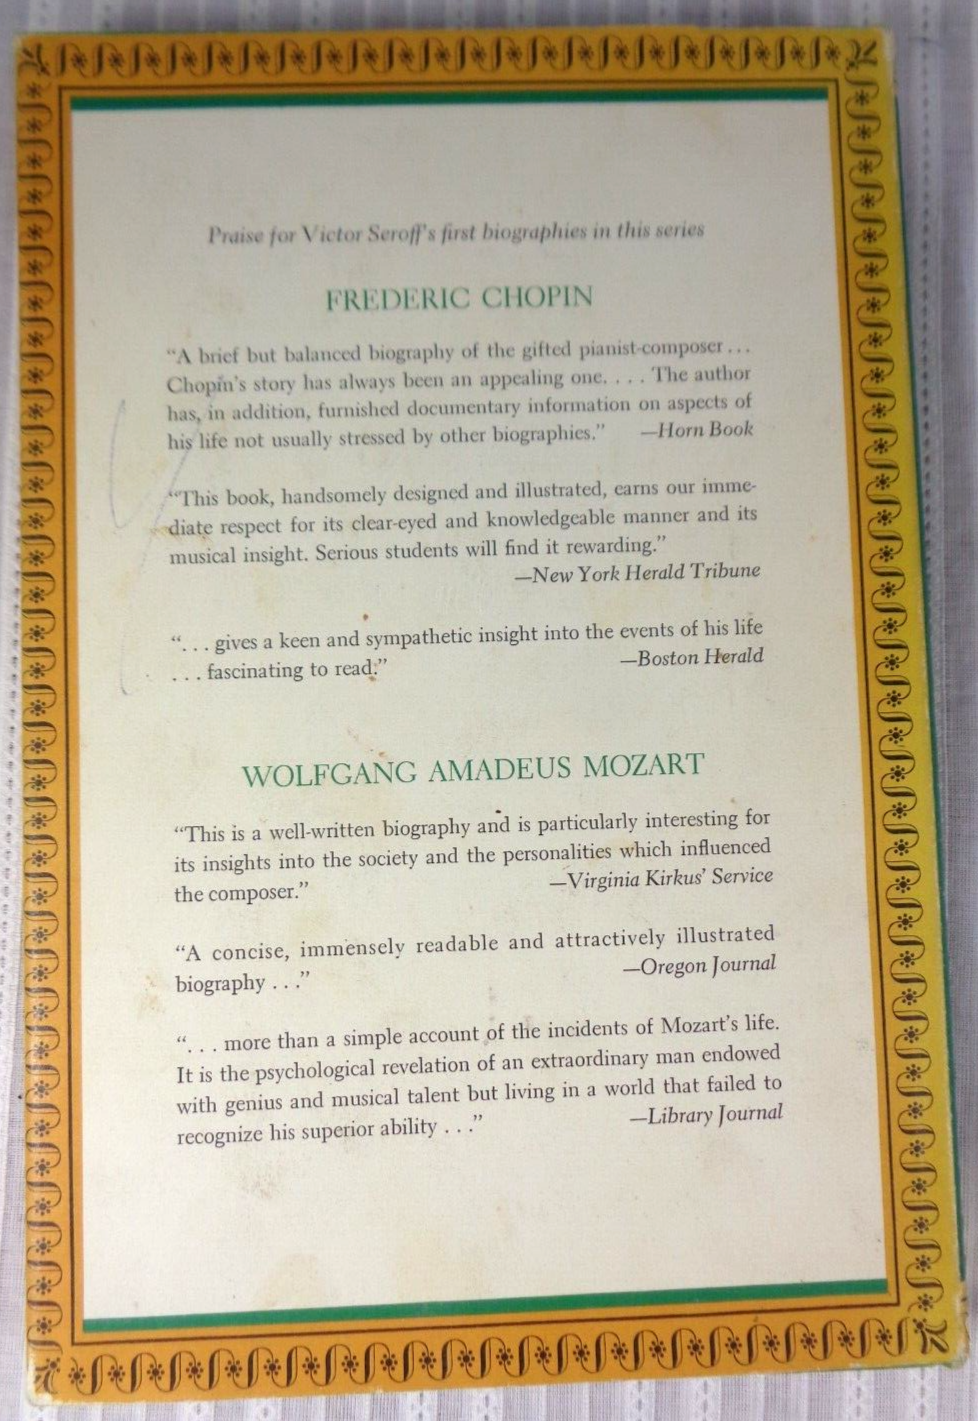 Praise for Victor Seroff's first biographies in this series
FREDERIC CHOPIN
“A brief but balanced biography of the gifted pianist-composer . . .
Chopin's story has always been an appealing one. . . . The author
has, in addition, furnished documentary information on aspects of
his life not usually stressed by other biographies.” —Horn Book
“This book, handsomely designed and illustrated, earns our imme-
diate respect for its clear-eyed and knowledgeable manner and its
musical insight. Serious students will find it rewarding.”
—New York Herald Tribune
“. . . gives a keen and sympathetic insight into the events of his life
. . . fascinating to read.” —Boston Herald
WOLFGANG AMADEUS MOZART
“This is a well-written biography and is particularly interesting for
its insights into the society and the personalities which influenced
the composer.” —Virginia Kirkus' Service
“A concise, immensely readable and attractively illustrated
biography . . .” —Oregon Journal
“. . . more than a simple account of the incidents of Mozart's life.
It is the psychological revelation of an extraordinary man endowed
with genius and musical talent but living in a world that failed to
recognize his superior ability . . .” —Library Journal